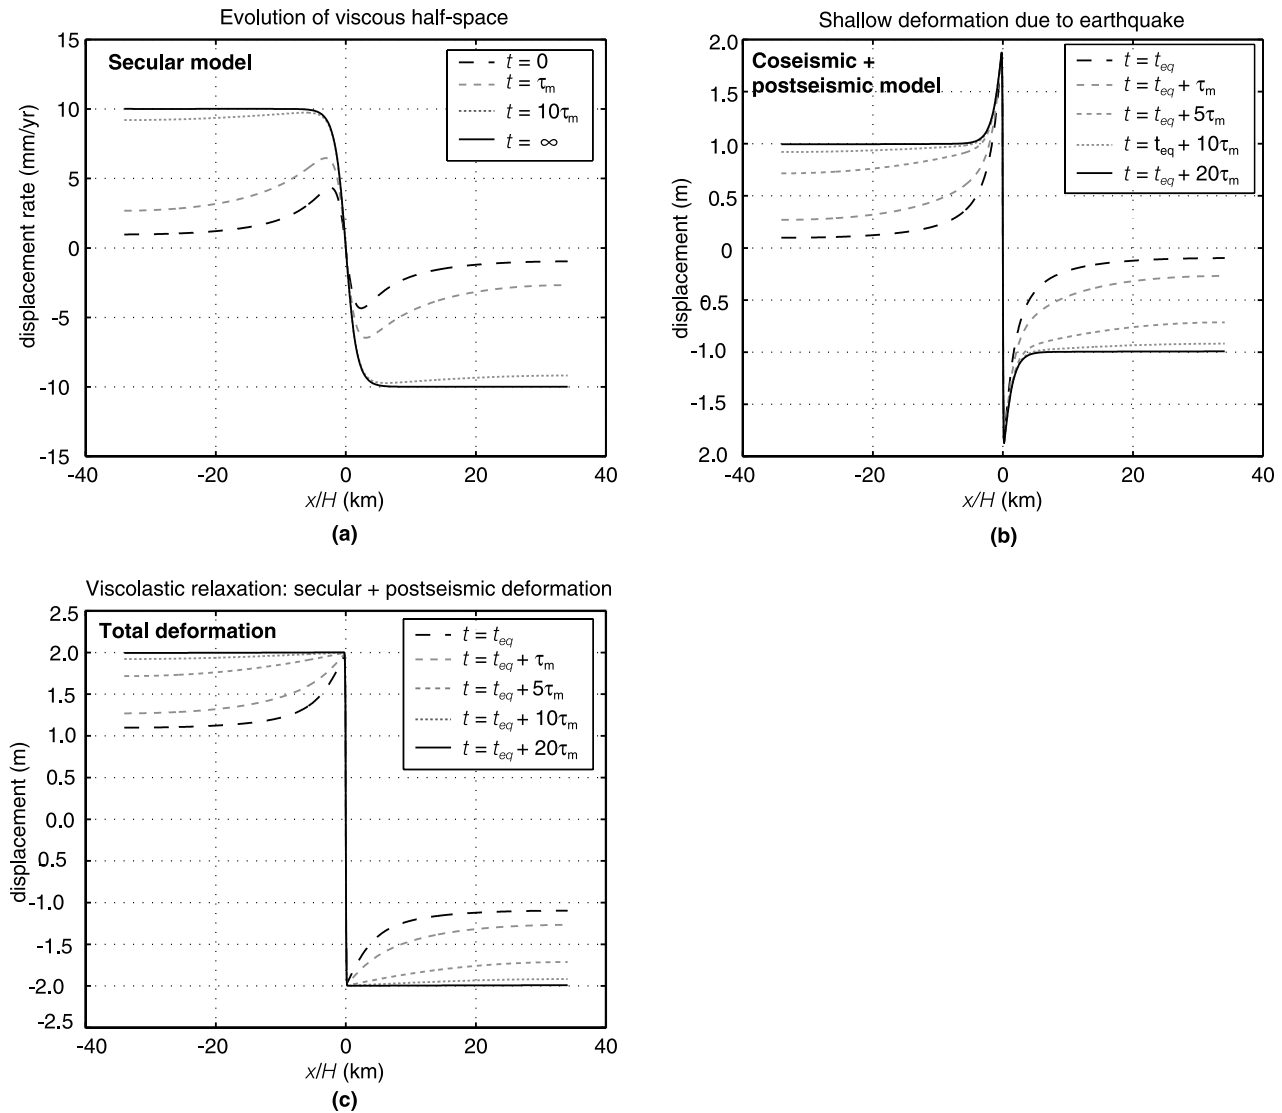 Evolution of viscous half-space
Secular model
t = 0
t = τm
t = 10τm
t = ∞
15
10
5
0
-5
-10
-15
displacement rate (mm/yr)
-40
-20
0
20
40
x/H (km)
(a)
Shallow deformation due to earthquake
Coseismic +
postseismic model
t = teq
t = teq + τm
t = teq + 5τm
t = teq + 10τm
t = teq + 20τm
2.0
1.5
1.0
0.5
0
0.5
-1.0
-1.5
2.0
displacement (m)
-40
-20
0
20
40
x/H (km)
(b)
Viscolastic relaxation: secular + postseismic deformation
Total deformation
t = teq
t = teq + τm
t = teq + 5τm
t = teq + 10τm
t = teq + 20τm
2.5
2.0
1.5
1.0
0.5
0.0
0.5
-1.0
-1.5
-2.0
-2.5
displacement (m)
-40
-20
0
20
40
x/H (km)
(c)